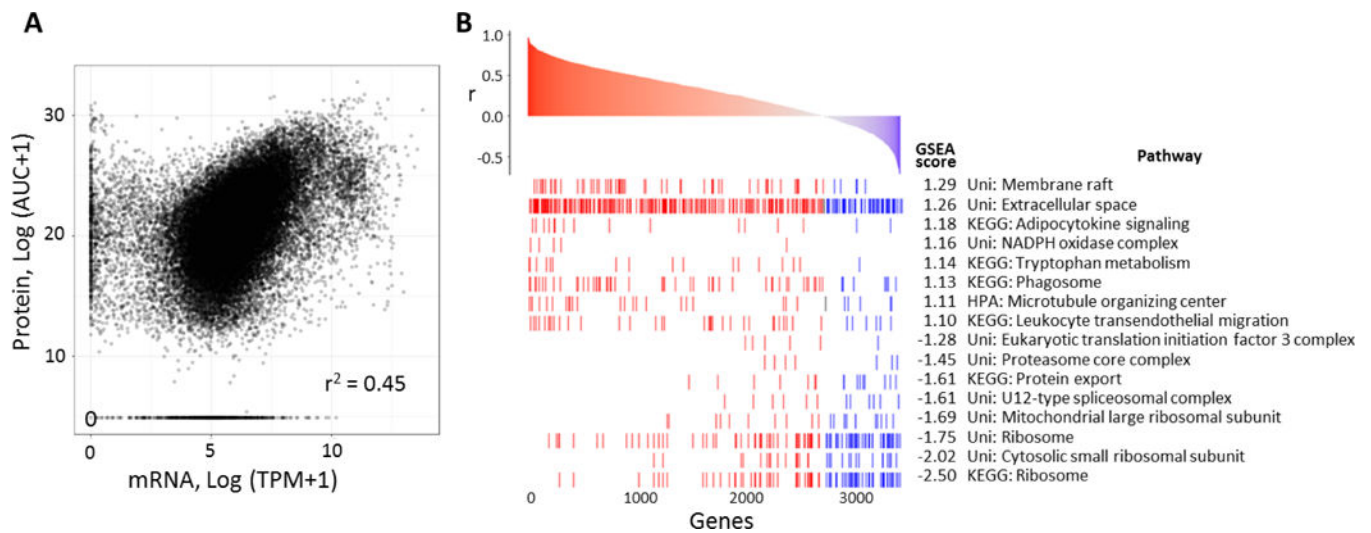 A
Protein, Log (AUC+1)
30
20
10
0
r² = 0.45
0
5
10
mRNA, Log (TPM+1)
B
1.0
0.5
r
0.0
-0.5
GSEA score
Pathway
1.29 Uni: Membrane raft
1.26 Uni: Extracellular space
1.18 KEGG: Adipocytokine signaling
1.16 Uni: NADPH oxidase complex
1.14 KEGG: Tryptophan metabolism
1.13 KEGG: Phagosome
1.11 HPA: Microtubule organizing center
1.10 KEGG: Leukocyte transendothelial migration
-1.28 Uni: Eukaryotic translation initiation factor 3 complex
-1.45 Uni: Proteasome core complex
-1.61 KEGG: Protein export
-1.61 Uni: U12-type spliceosomal complex
-1.69 Uni: Mitochondrial large ribosomal subunit
-1.75 Uni: Ribosome
-2.02 Uni: Cytosolic small ribosomal subunit
-2.50 KEGG: Ribosome
0
1000
2000
3000
Genes